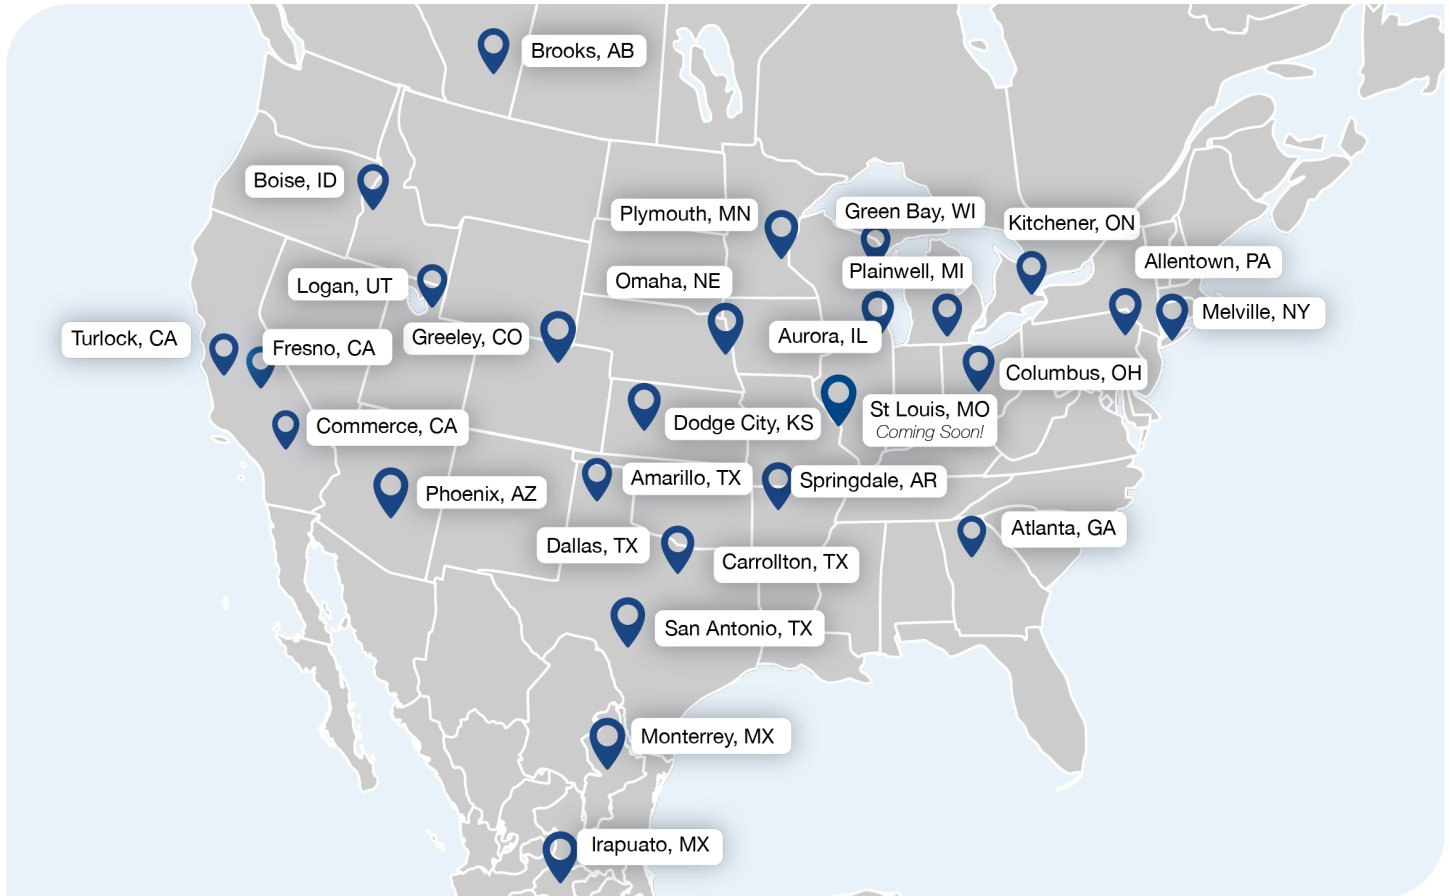 Brooks, AB
Boise, ID
Plymouth, MN
Green Bay, WI
Kitchener, ON
Allentown, PA
Logan, UT
Omaha, NE
Plainwell, MI
Melville, NY
Turlock, CA
Fresno, CA
Greeley, CO
Aurora, IL
Columbus, OH
Commerce, CA
Dodge City, KS
St Louis, MO
Coming Soon!
Phoenix, AZ
Amarillo, TX
Springdale, AR
Atlanta, GA
Dallas, TX
Carrollton, TX
San Antonio, TX
Monterrey, MX
Irapuato, MX